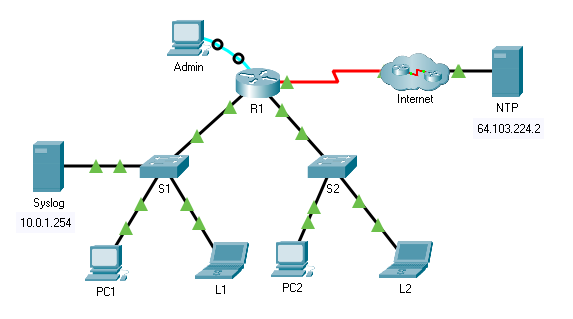 Admin
R1
Internet
NTP
64.103.224.2
Syslog
10.0.1.254
S1
S2
PC1
L1
PC2
L2